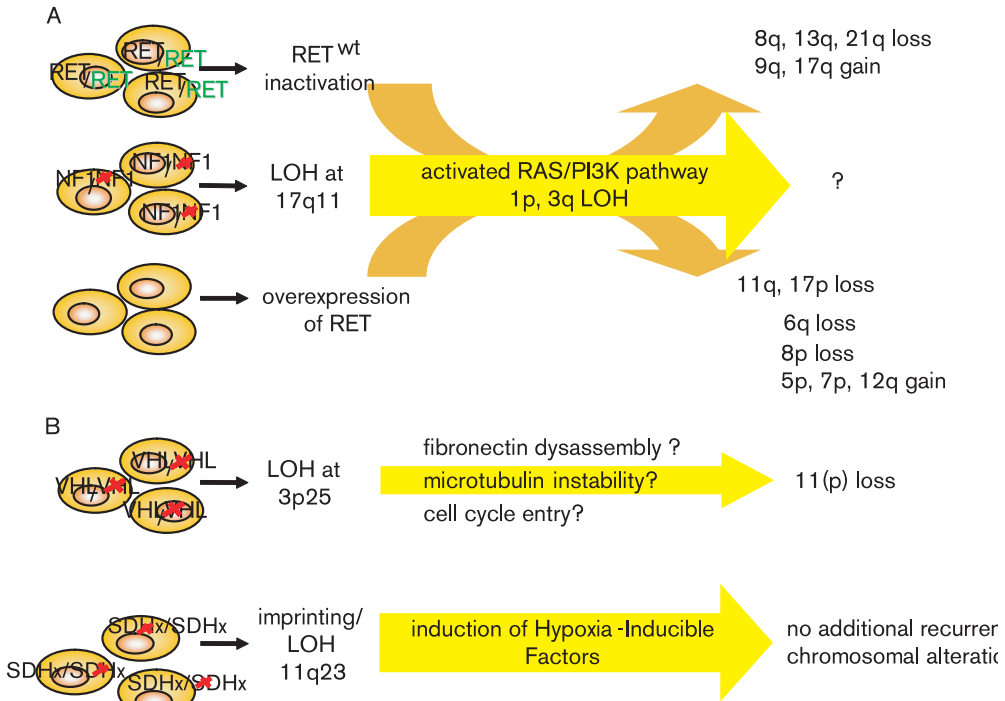 A
RET/RET
RET/RET
RET/RET
RET wt
inactivation
8q, 13q, 21q loss
9q, 17q gain
NF1/NF1
NF1/NF1
NF1/NF1
LOH at
17q11
activated RAS/PI3K pathway
1p, 3q LOH
?
overexpression
of RET
11q, 17p loss
6q loss
8p loss
5p, 7p, 12q gain
B
VHL/VHL
VHL/VHL
VHL/VHL
LOH at
3p25
fibronectin dysassembly ?
microtubulin instability?
cell cycle entry?
11(p) loss
SDHx/SDHx
SDHx/SDHx
SDHx/SDHx
imprinting/
LOH
11q23
induction of Hypoxia-Inducible
Factors
no additional recurren
chromosomal alteratio